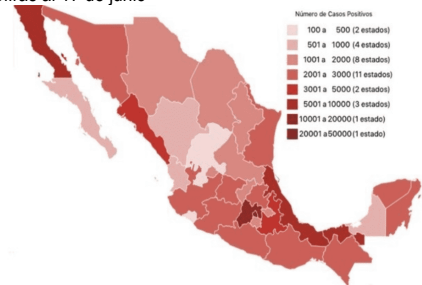 al 17 de junio
Número de Casos Positivos
100 a 500 (2 estados)
501 a 1000 (4 estados)
1001 a 2000 (8 estados)
2001 a 3000 (11 estados)
3001 a 5000 (2 estados)
5001 a 10000 (3 estados)
10001 a 20000 (1 estado)
20001 a 50000 (1 estado)